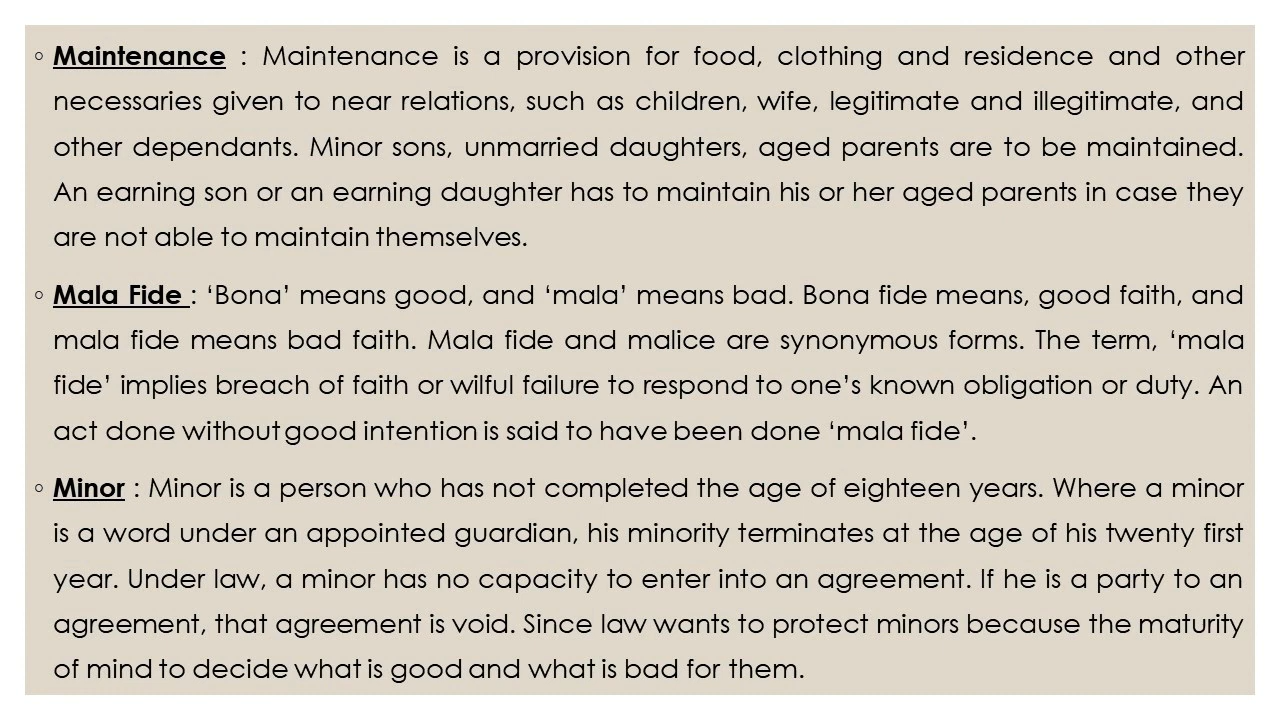 ◦ Maintenance : Maintenance is a provision for food, clothing and residence and other
necessaries given to near relations, such as children, wife, legitimate and illegitimate, and
other dependants. Minor sons, unmarried daughters, aged parents are to be maintained.
An earning son or an earning daughter has to maintain his or her aged parents in case they
are not able to maintain themselves.
◦ Mala Fide : ‘Bona’ means good, and ‘mala’ means bad. Bona fide means, good faith, and
mala fide means bad faith. Mala fide and malice are synonymous forms. The term, ‘mala
fide’ implies breach of faith or wilful failure to respond to one’s known obligation or duty. An
act done without good intention is said to have been done ‘mala fide’.
◦ Minor : Minor is a person who has not completed the age of eighteen years. Where a minor
is a word under an appointed guardian, his minority terminates at the age of his twenty first
year. Under law, a minor has no capacity to enter into an agreement. If he is a party to an
agreement, that agreement is void. Since law wants to protect minors because the maturity
of mind to decide what is good and what is bad for them.